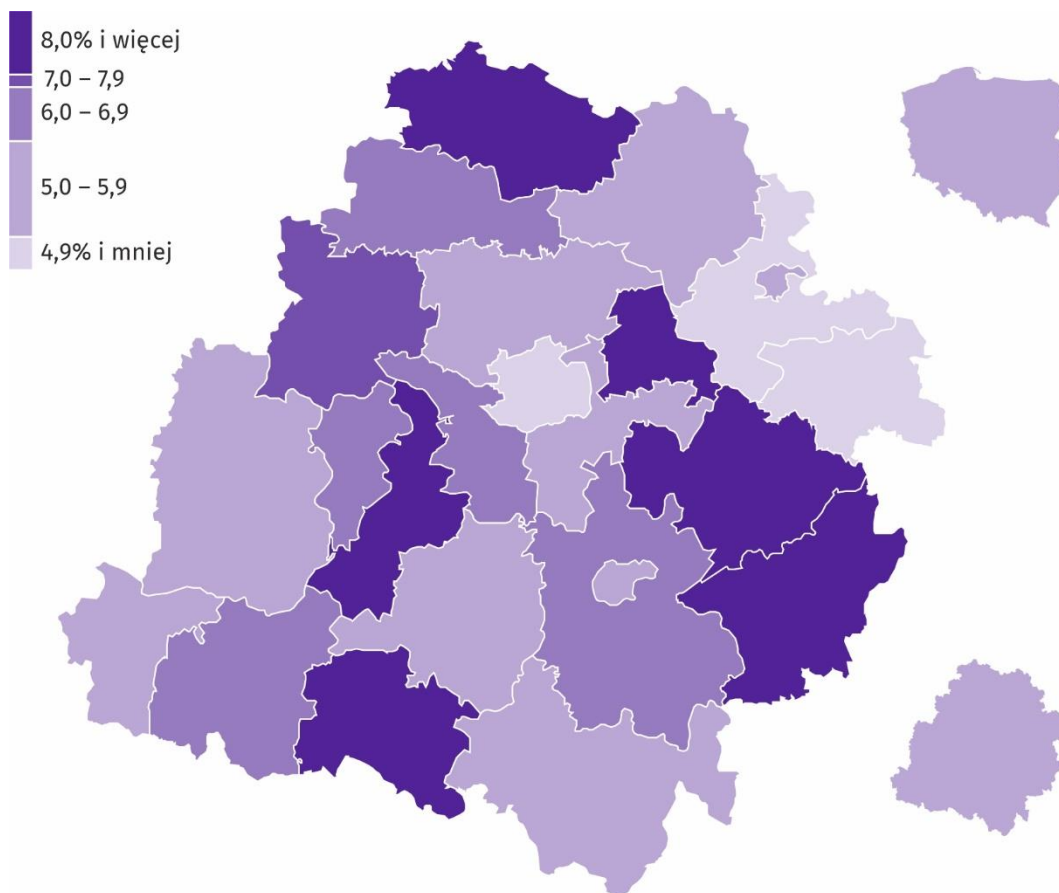 8,0% i więcej
7,0 – 7,9
6,0 – 6,9
5,0 – 5,9
4,9% i mniej